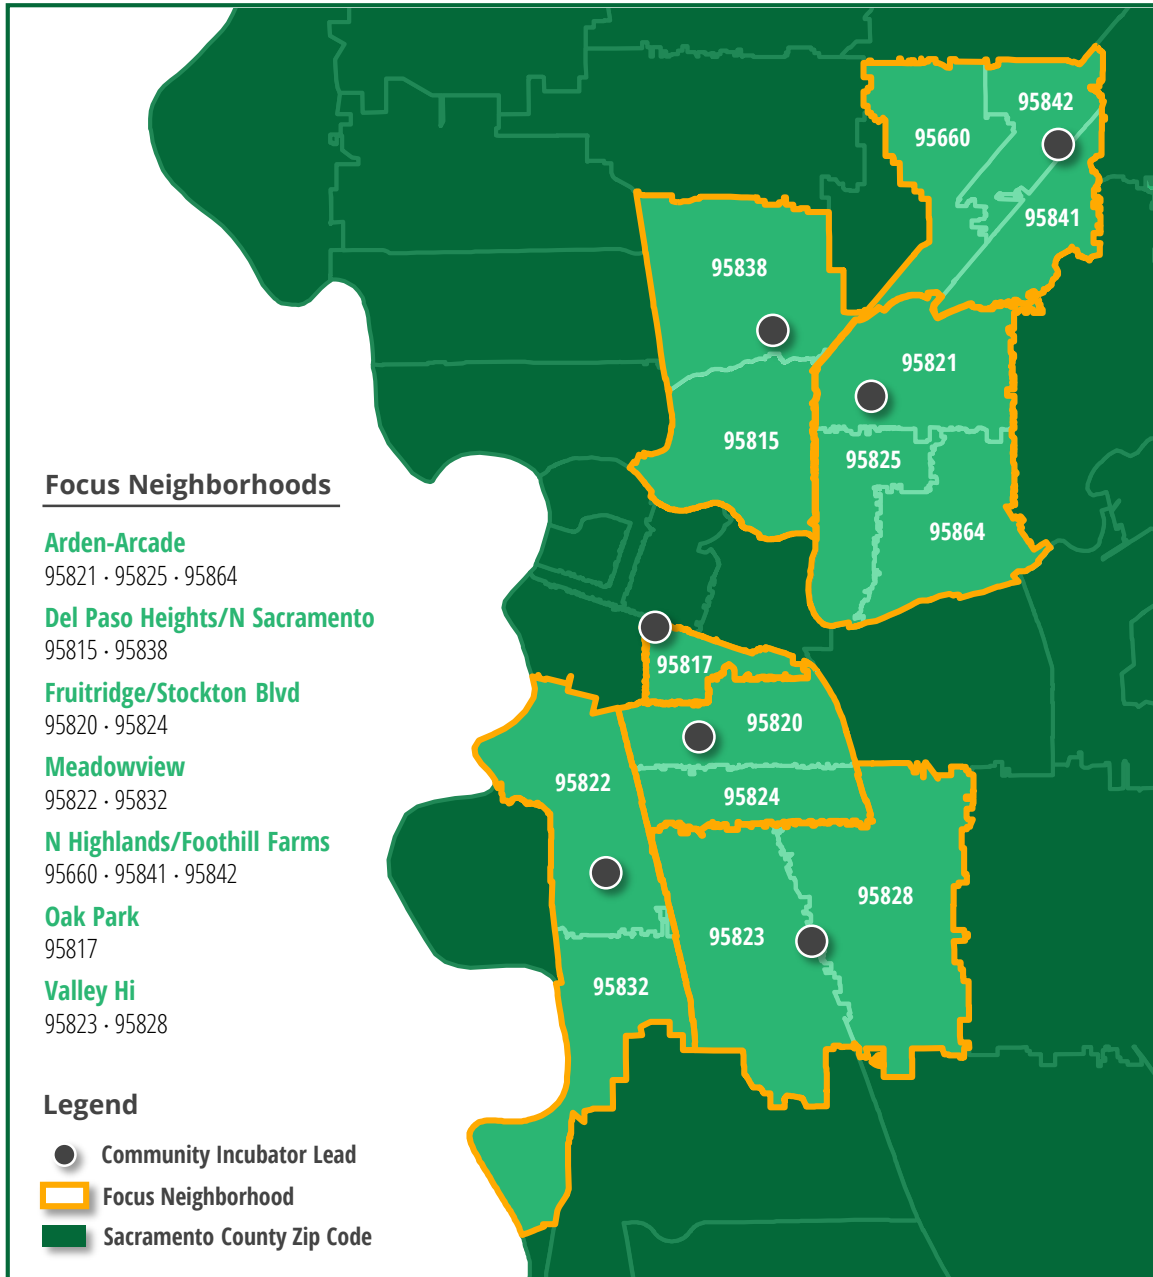 95842
95660
95841
95838
95821
95815
95825
95864
95817
95820
95822
95824
95828
95823
95832
Focus Neighborhoods
Arden-Arcade
95821 · 95825 · 95864
Del Paso Heights/N Sacramento
95815 · 95838
Fruitridge/Stockton Blvd
95820 · 95824
Meadowview
95822 · 95832
N Highlands/Foothill Farms
95660 · 95841 · 95842
Oak Park
95817
Valley Hi
95823 · 95828
Legend
Community Incubator Lead
Focus Neighborhood
Sacramento County Zip Code